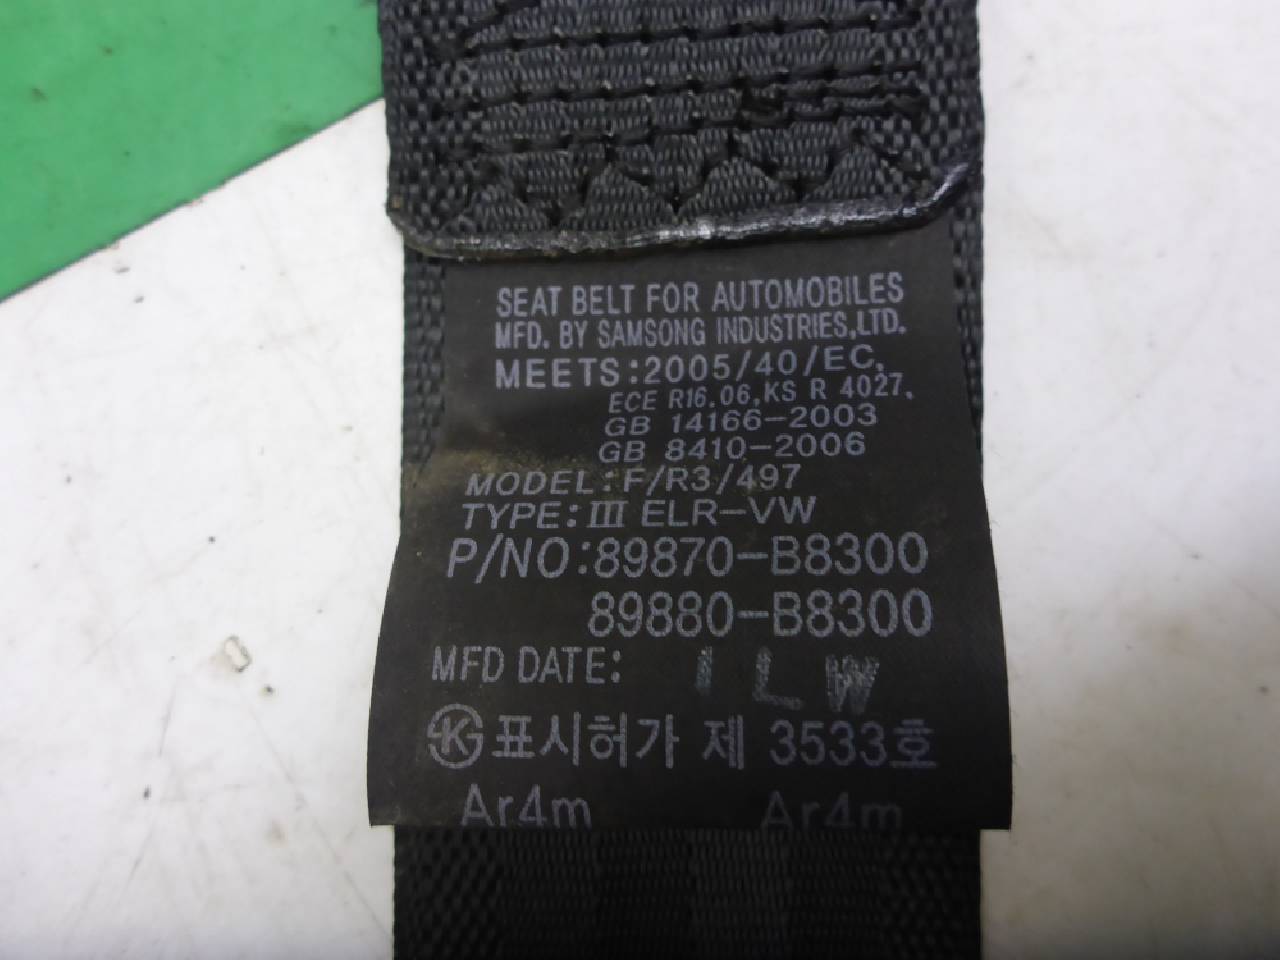 SEAT BELT FOR AUTOMOBILES
MFD. BY SAMSONG INDUSTRIES,LTD.
MEETS:2005/40/EC,
ECE R16.06,KS R 4027,
GB 14166-2003
GB 8410-2006
MODEL:F/R3/497
TYPE:Ⅲ ELR-VW
P/NO:89870-B8300
89880-B8300
MFD DATE: I L W
K 표시허가 제 3533호
Ar4m Ar4m